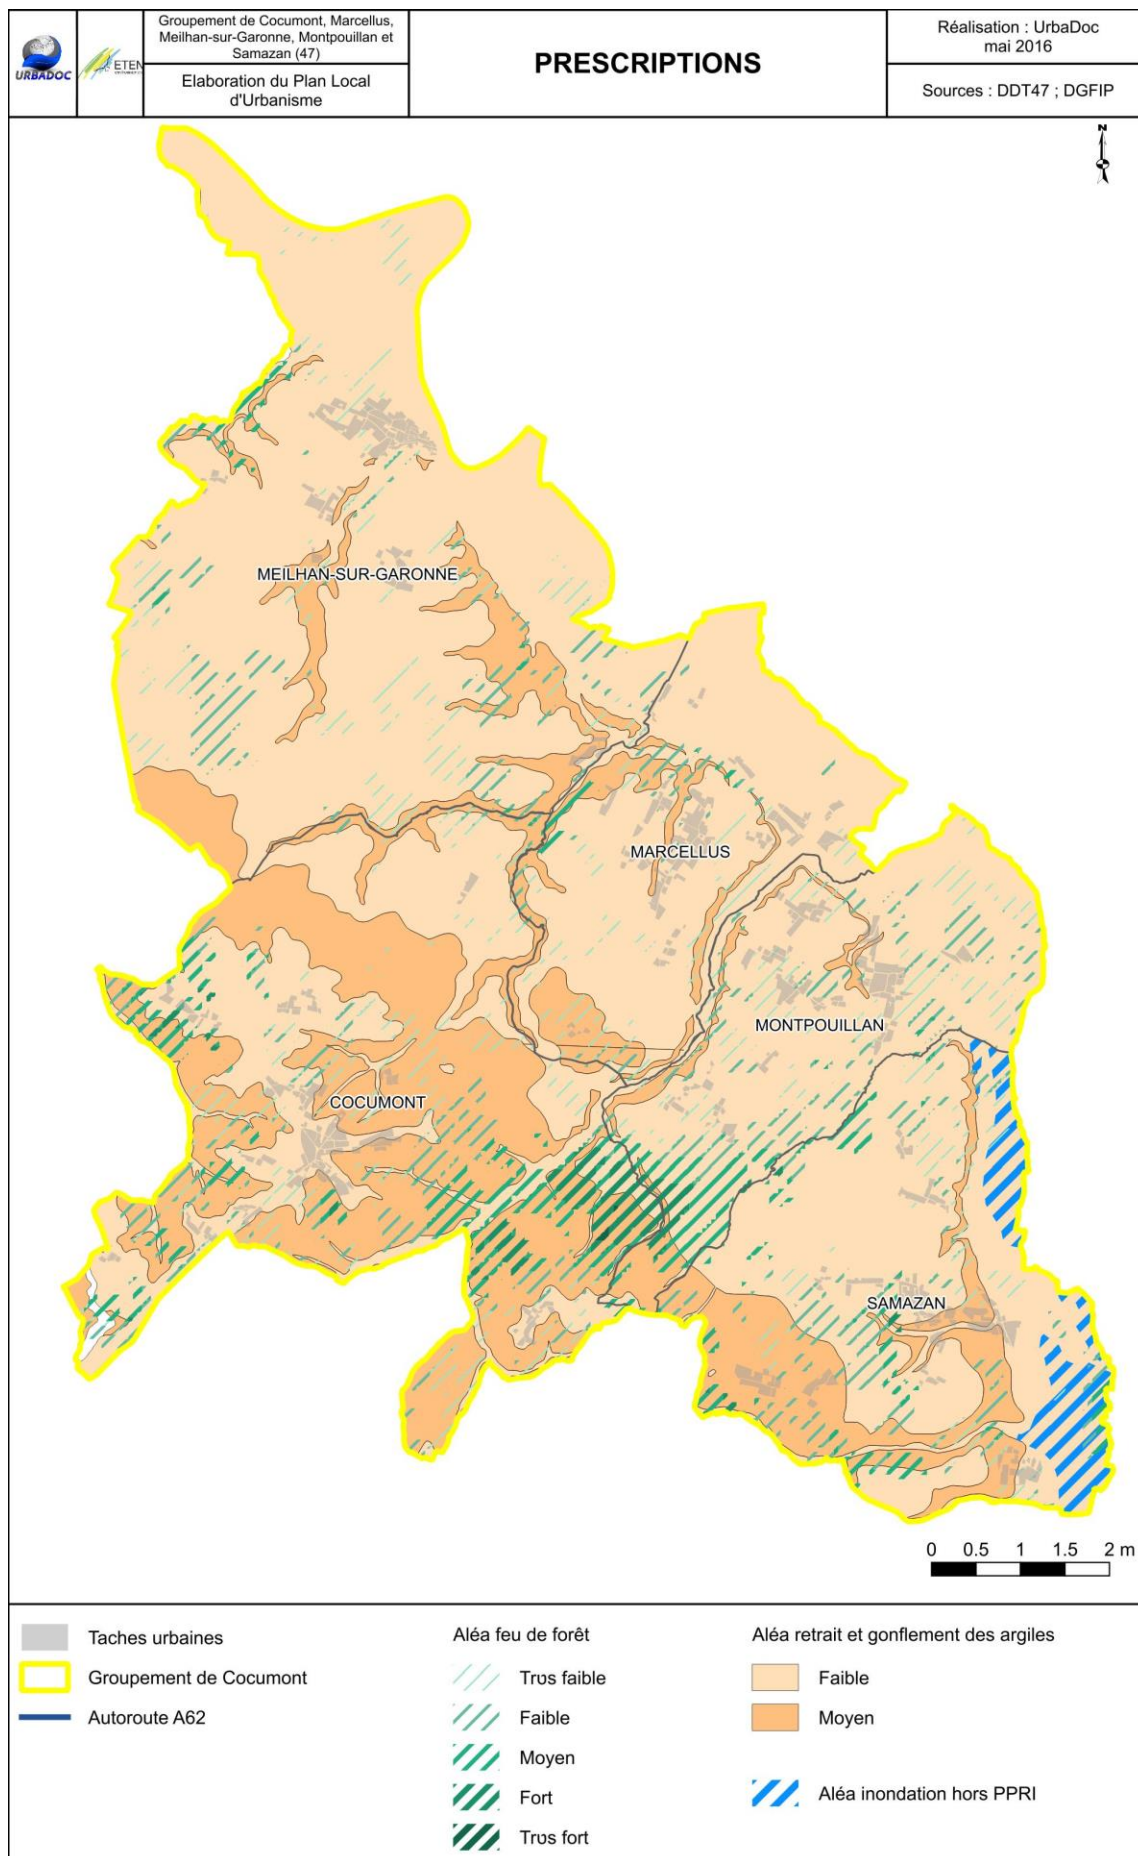 URBADOC
ETEN
Groupement de Cocumont, Marcellus,
Meilhan-sur-Garonne, Montpouillan et
Samazan (47)
Elaboration du Plan Local
d'Urbanisme
PRESCRIPTIONS
Réalisation : UrbaDoc
mai 2016
Sources : DDT47 ; DGFIP
N
MEILHAN-SUR-GARONNE
MARCELLUS
MONTPOUILLAN
COCUMONT
SAMAZAN
0 0.5 1 1.5 2 m
Taches urbaines
Groupement de Cocumont
Autoroute A62
Aléa feu de forêt
Trυs faible
Faible
Moyen
Fort
Trυs fort
Aléa retrait et gonflement des argiles
Faible
Moyen
Aléa inondation hors PPRI